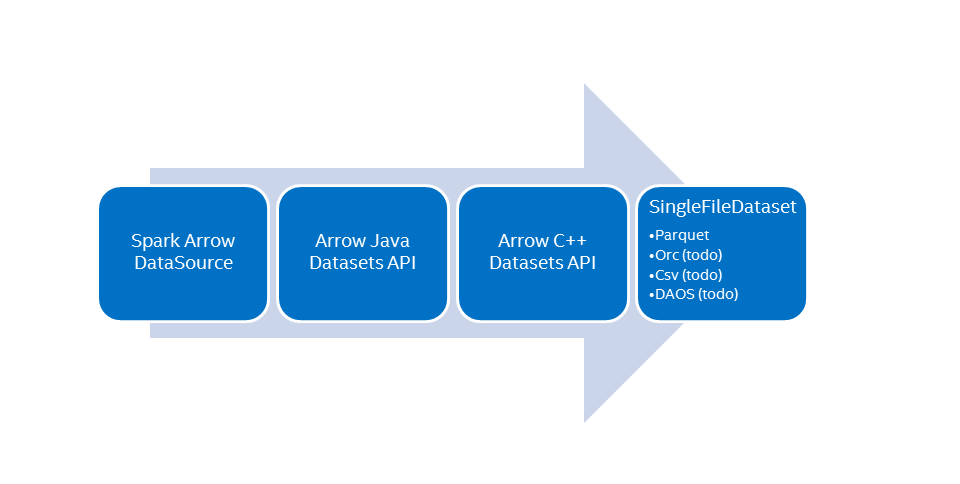 Spark Arrow
DataSource
Arrow Java
Datasets API
Arrow C++
Datasets API
SingleFileDataset
•Parquet
•Orc (todo)
•Csv (todo)
•DAOS (todo)